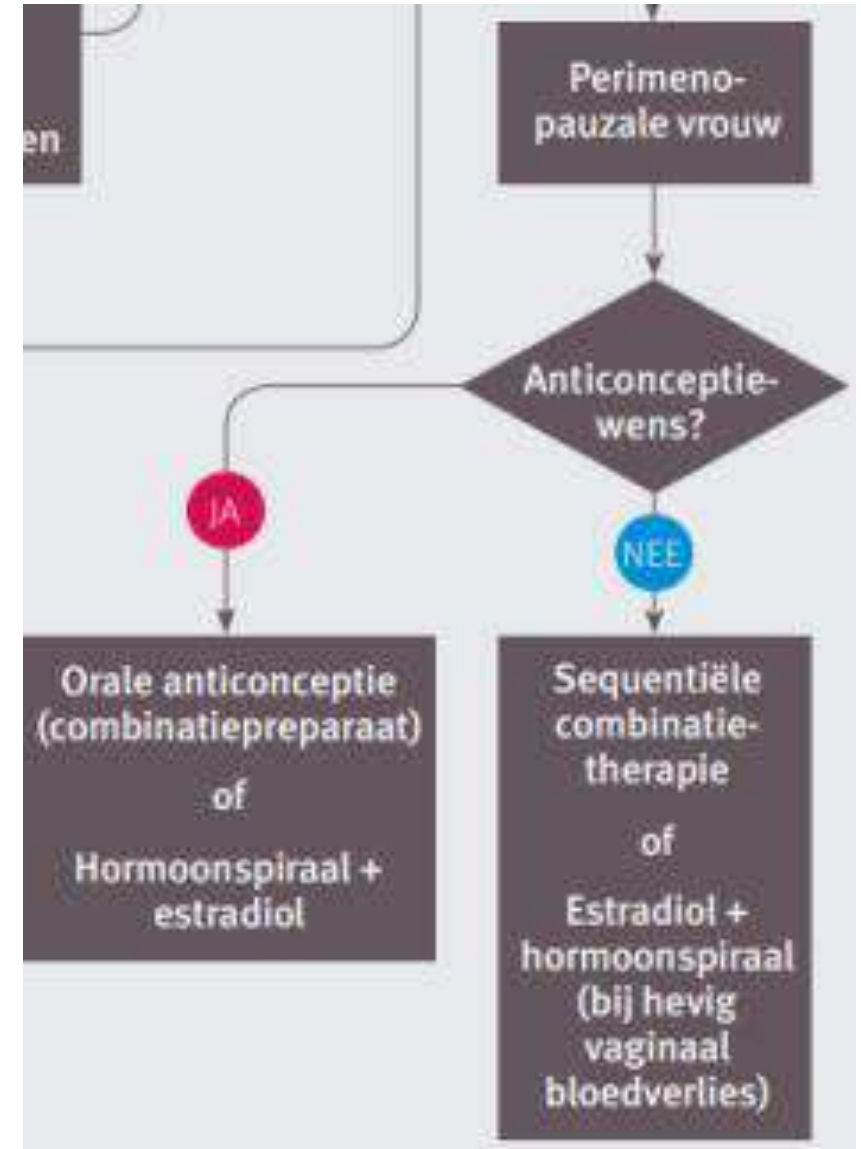 en
Perimeno-
pauzale vrouw
Anticonceptie-
wens?
JA
NEE
Orale anticonceptie
(combinatiepreparaat)
of
Hormoonspiraal +
estradiol
Sequentiële
combinatie-
therapie
of
Estradiol +
hormoonspiraal
(bij hevig
vaginaal
bloedverlies)